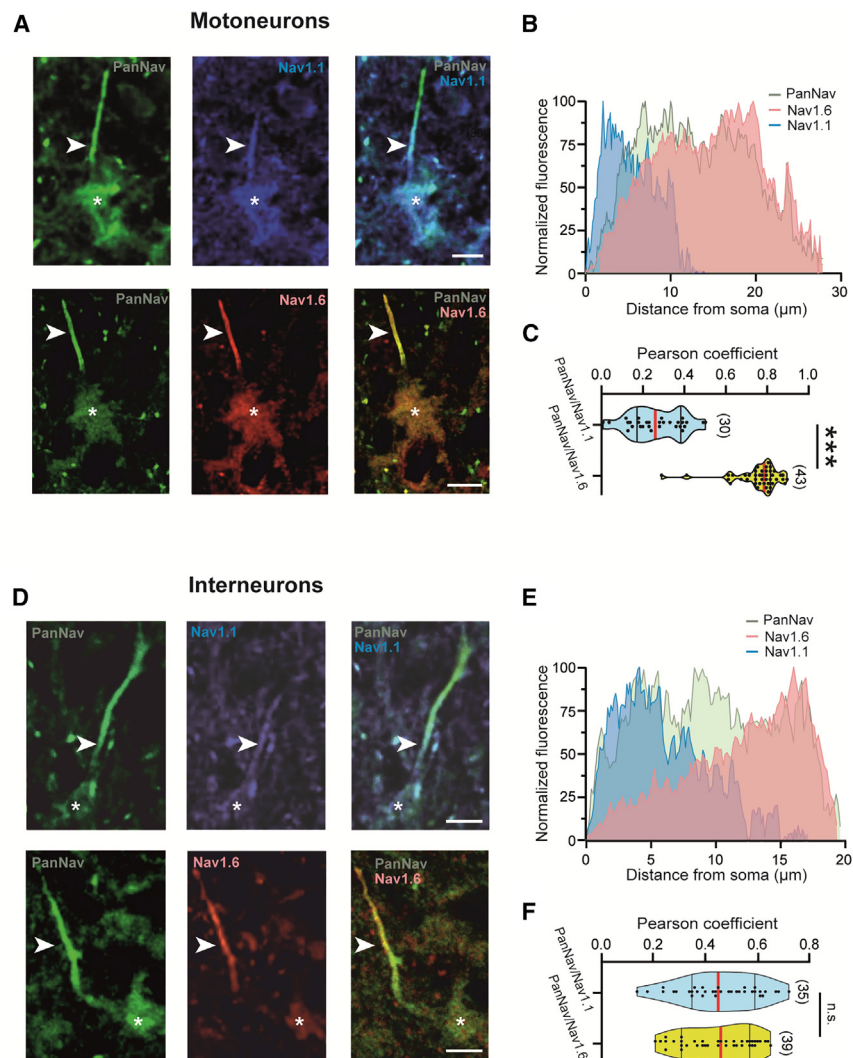 A
Motoneurons
PanNav
Nav1.1
PanNav
Nav1.1
PanNav
Nav1.6
PanNav
Nav1.6
B
PanNav
Nav1.6
Nav1.1
Normalized fluorescence
100
75
50
25
0
0 10 20 30
Distance from soma (µm)
C
Pearson coefficient
0.0 0.2 0.4 0.6 0.8 1.0
PanNav/Nav1.1
(30)
PanNav/Nav1.6
(43)
***
D
Interneurons
PanNav
Nav1.1
PanNav
Nav1.1
PanNav
Nav1.6
PanNav
Nav1.6
E
PanNav
Nav1.6
Nav1.1
Normalized fluorescence
100
75
50
25
0
0 5 10 15 20
Distance from soma (µm)
F
Pearson coefficient
0.0 0.2 0.4 0.6 0.8
PanNav/Nav1.1
(35)
PanNav/Nav1.6
(39)
n.s.